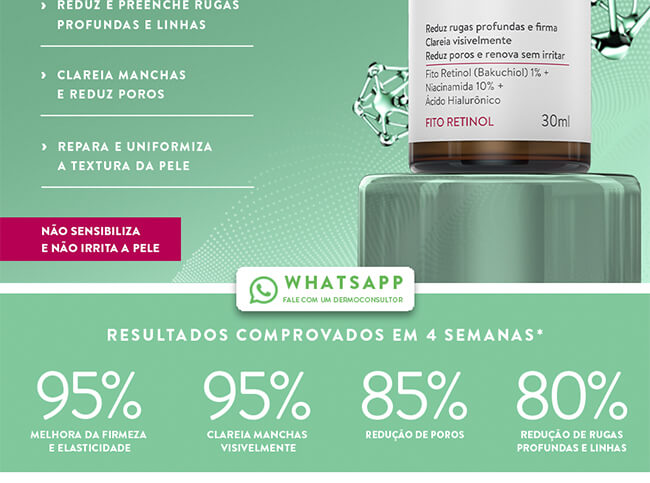 › REDUZ E PREENCHE RUGAS
PROFUNDAS E LINHAS
› CLAREIA MANCHAS
E REDUZ POROS
› REPARA E UNIFORMIZA
A TEXTURA DA PELE
NÃO SENSIBILIZA
E NÃO IRRITA A PELE
Reduz rugas profundas e firma
Clareia visivelmente
Reduz poros e renova sem irritar
Fito Retinol (Bakuchiol) 1% +
Niacinamida 10% +
Ácido Hialurônico
FITO RETINOL 30ml
WHATSAPP
FALE COM UM DERMOCONSULTOR
RESULTADOS COMPROVADOS EM 4 SEMANAS*
95%
MELHORA DA FIRMEZA
E ELASTICIDADE
95%
CLAREIA MANCHAS
VISIVELMENTE
85%
REDUÇÃO DE POROS
80%
REDUÇÃO DE RUGAS
PROFUNDAS E LINHAS